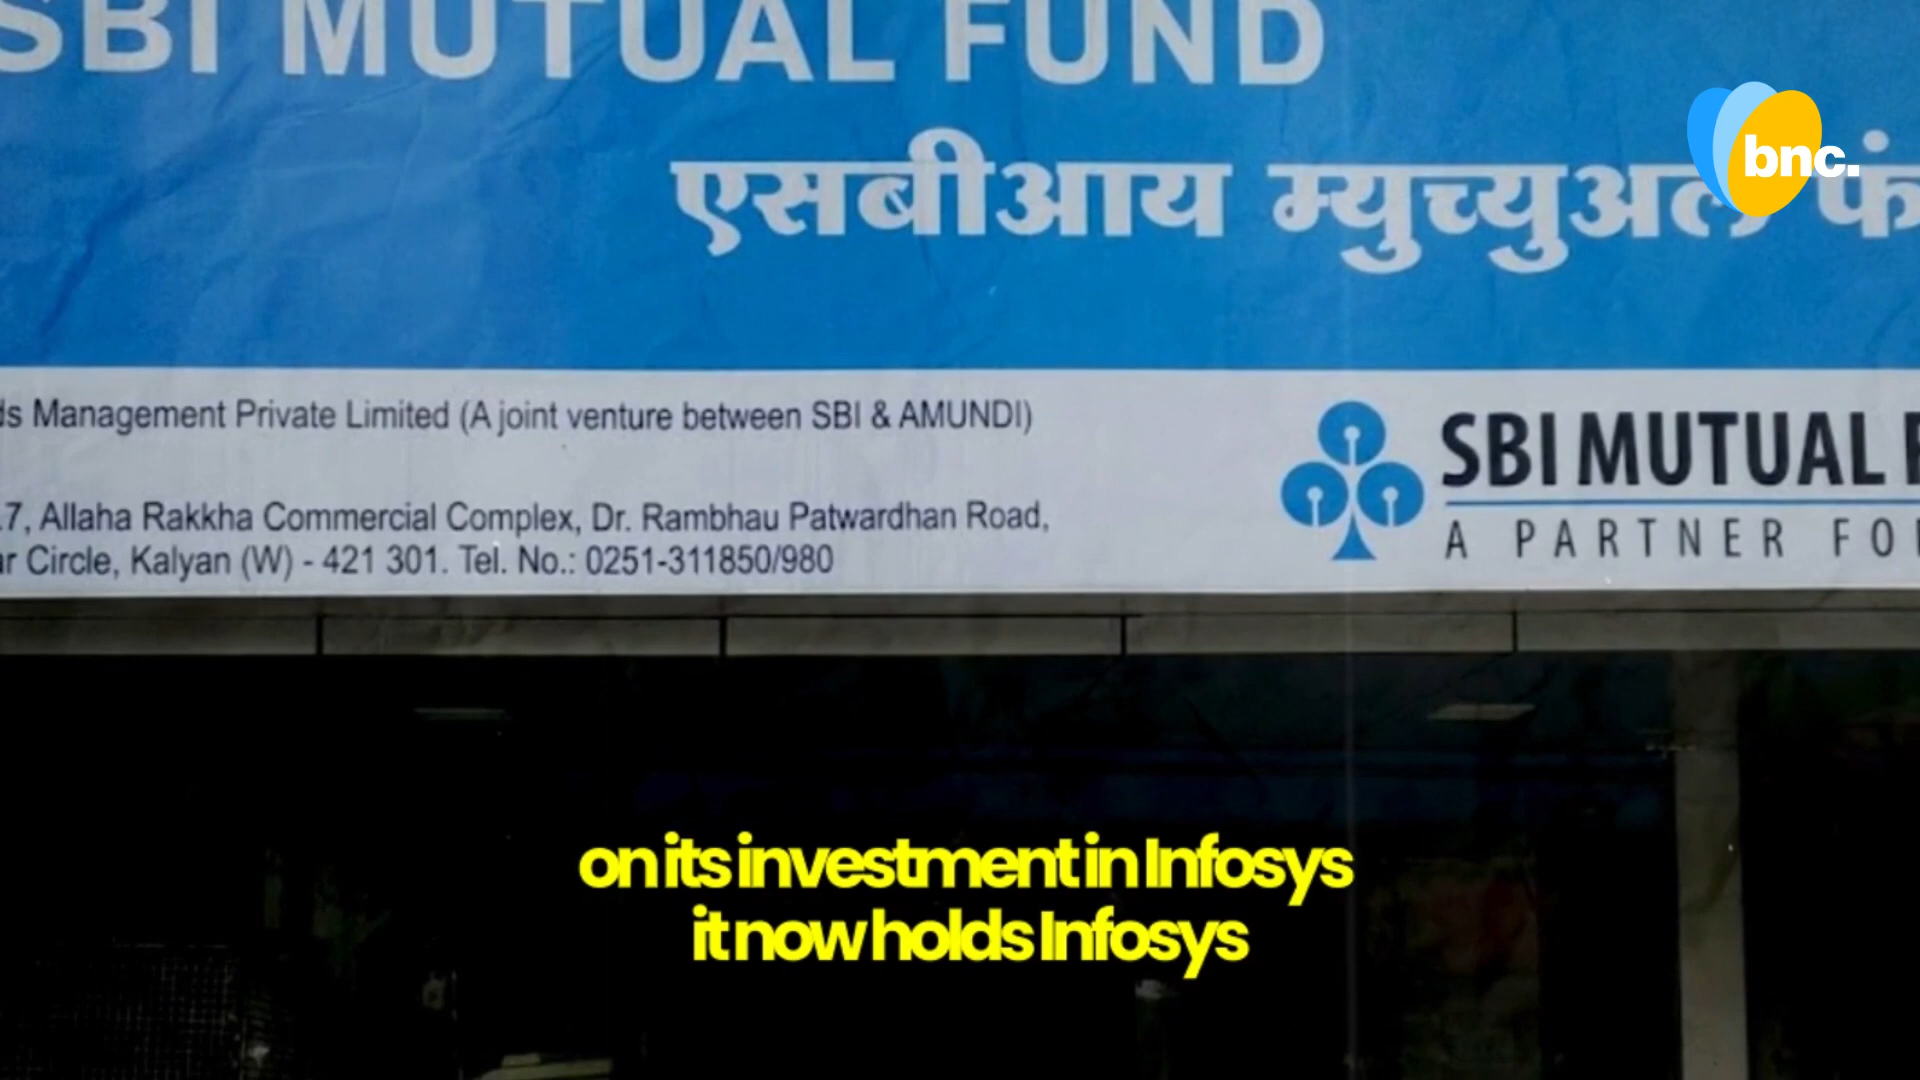 SBI MUTUAL FUND
bnc.
एसबीआय म्युच्युअल फं
ds Management Private Limited (A joint venture between SBI & AMUNDI)
SBI MUTUAL F
A PARTNER FO
.7, Allaha Rakkha Commercial Complex, Dr. Rambhau Patwardhan Road,
ar Circle, Kalyan (W) - 421 301. Tel. No.: 0251-311850/980
on its investment in Infosys
it now holds Infosys